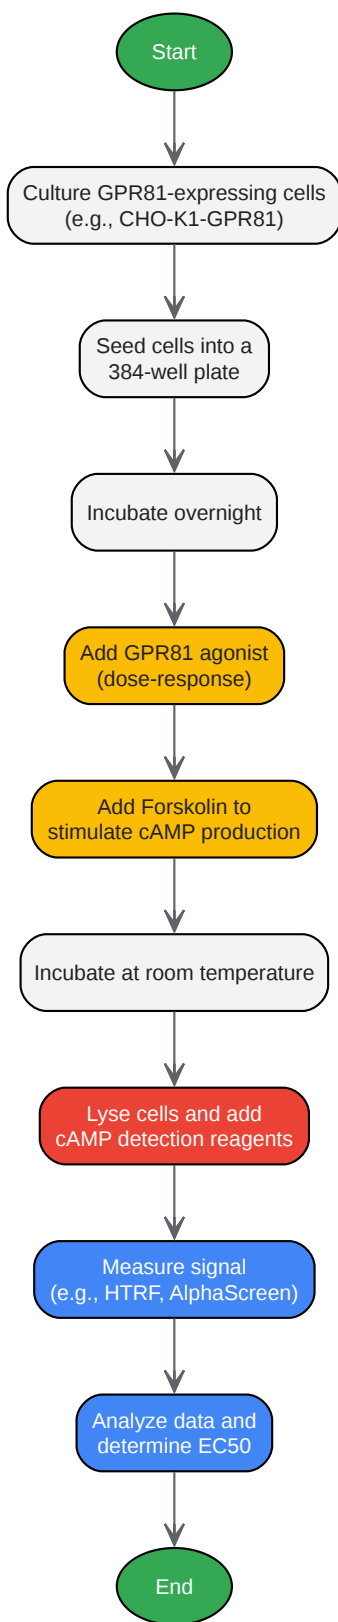 Start
Culture GPR81-expressing cells
(e.g., CHO-K1-GPR81)
Seed cells into a
384-well plate
Incubate overnight
Add GPR81 agonist
(dose-response)
Add Forskolin to
stimulate cAMP production
Incubate at room temperature
Lyse cells and add
cAMP detection reagents
Measure signal
(e.g., HTRF, AlphaScreen)
Analyze data and
determine EC50
End